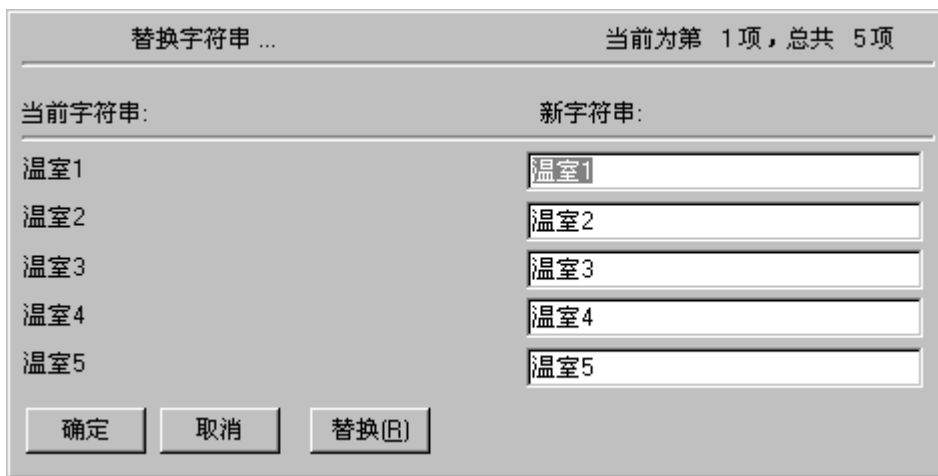 替换字符串 ... 当前为第 1项，总共 5项
当前字符串: 新字符串:
温室1 温室1
温室2 温室2
温室3 温室3
温室4 温室4
温室5 温室5
确定 取消 替换(R)